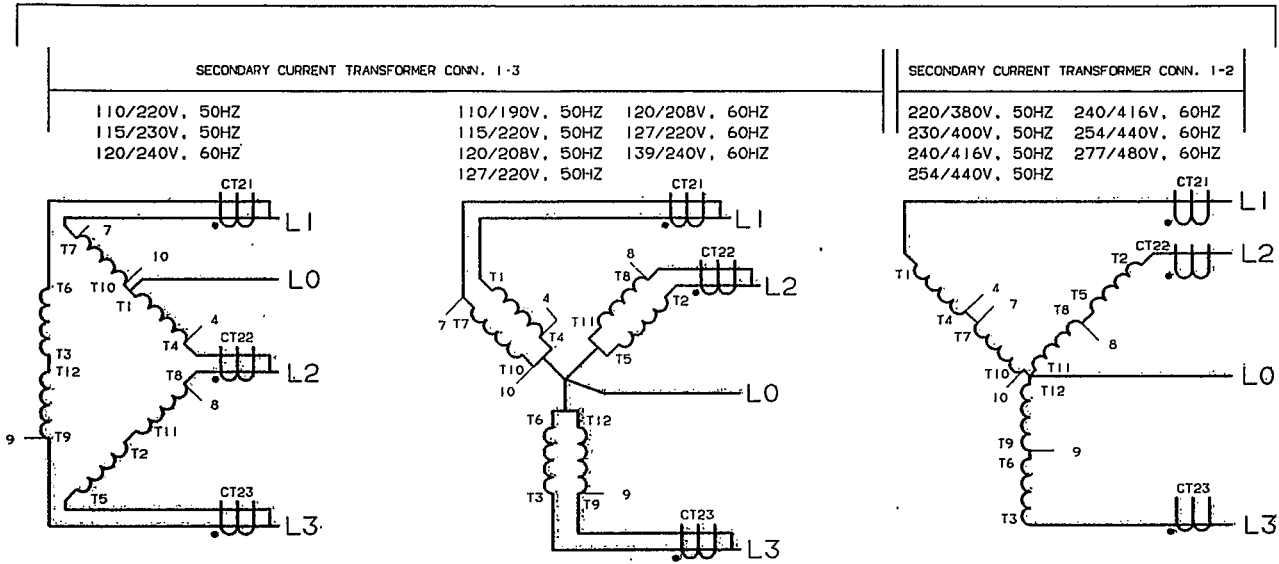 SECONDARY CURRENT TRANSFORMER CONN. 1-3
SECONDARY CURRENT TRANSFORMER CONN. 1-2
110/220V, 50HZ
115/230V, 50HZ
120/240V, 60HZ
110/190V, 50HZ 120/208V, 60HZ
115/220V, 50HZ 127/220V, 60HZ
120/208V, 50HZ 139/240V, 60HZ
127/220V, 50HZ
220/380V, 50HZ 240/416V, 60HZ
230/400V, 50HZ 254/440V, 60HZ
240/416V, 50HZ 277/480V, 60HZ
254/440V, 50HZ
CT21
L1
7
T7
10
L0
T10
T6
T1
4
T4
CT22
T3
T12
T8
L2
8
T11
9
T9
T2
T5
CT23
L3
CT21
L1
8
CT22
T1
T8
L2
4
T2
7
T7
T11
T4
T5
T10
10
L0
T6
T12
T3
9
T9
CT23
L3
CT21
L1
CT22
L2
T2
T1
4
T5
7
T4
T8
T7
8
T10
T11
L0
10
T12
T9
9
T6
CT23
T3
L3